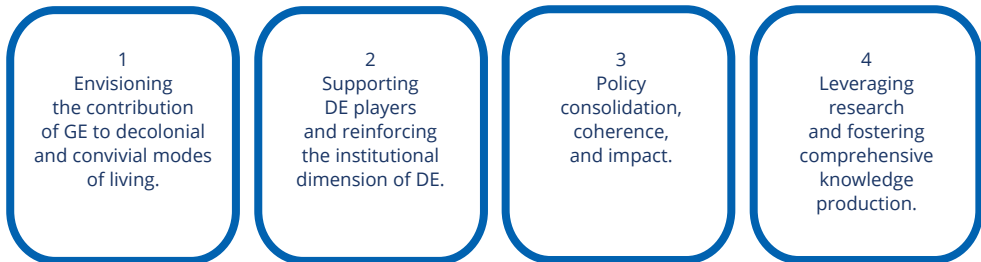 1
Envisioning
the contribution
of GE to decolonial
and convivial modes
of living.
2
Supporting
DE players
and reinforcing
the institutional
dimension of DE.
3
Policy
consolidation,
coherence,
and impact.
4
Leveraging
research
and fostering
comprehensive
knowledge
production.